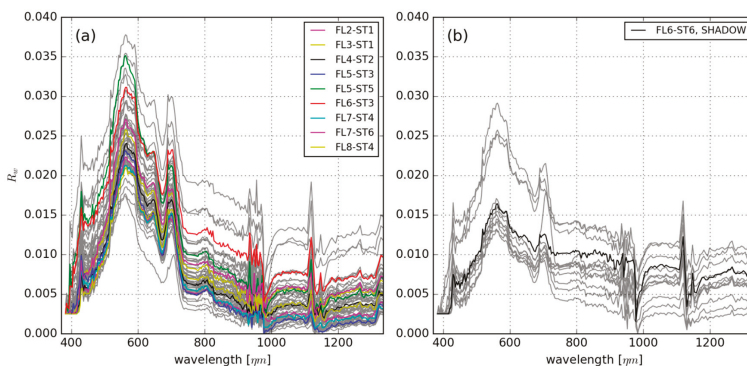 (a)
FL2-ST1
FL3-ST1
FL4-ST2
FL5-ST3
FL5-ST5
FL6-ST3
FL7-ST4
FL7-ST6
FL8-ST4
0.040
0.035
0.030
0.025
0.020
0.015
0.010
0.005
0.000
R_w
400 600 800 1000 1200
wavelength [ηm]
(b)
FL6-ST6, SHADOW
0.040
0.035
0.030
0.025
0.020
0.015
0.010
0.005
0.000
400 600 800 1000 1200
wavelength [ηm]